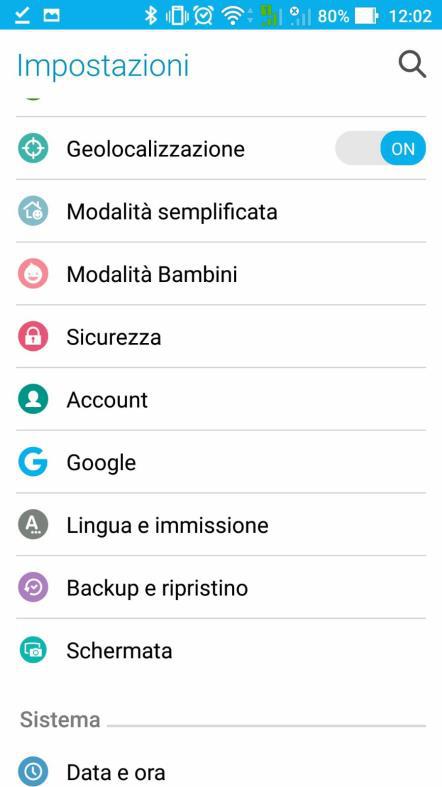 80% 12:02
Impostazioni
Geolocalizzazione ON
Modalità semplificata
Modalità Bambini
Sicurezza
Account
Google
Lingua e immissione
Backup e ripristino
Schermata
Sistema
Data e ora